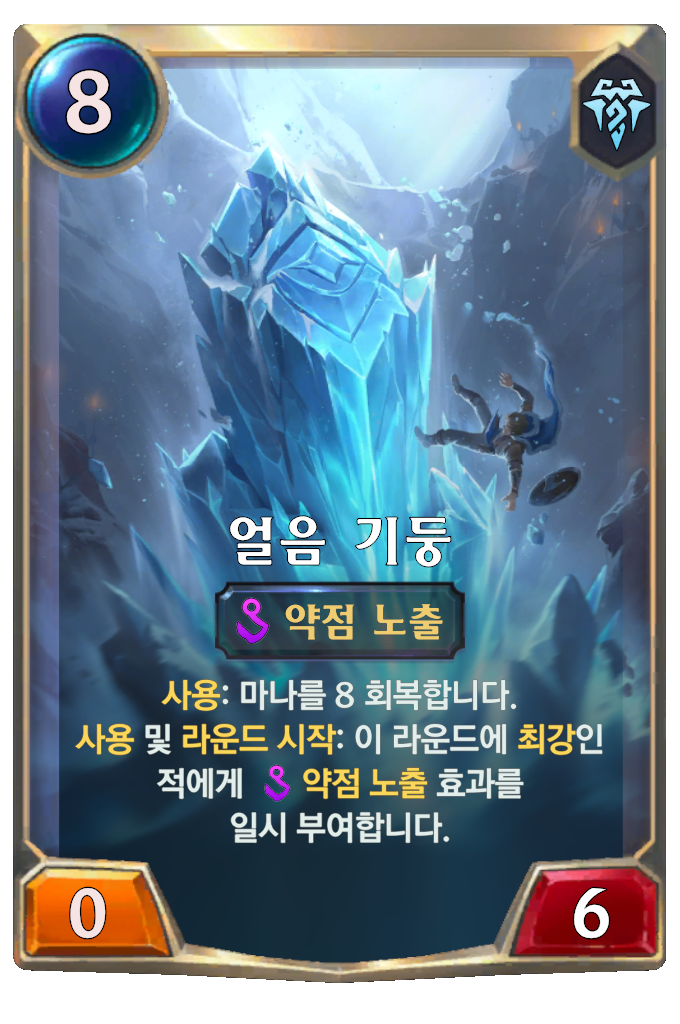 8
얼음 기둥
약점 노출
사용: 마나를 8 회복합니다.
사용 및 라운드 시작: 이 라운드에 최강인
적에게 약점 노출 효과를
일시 부여합니다.
0
6